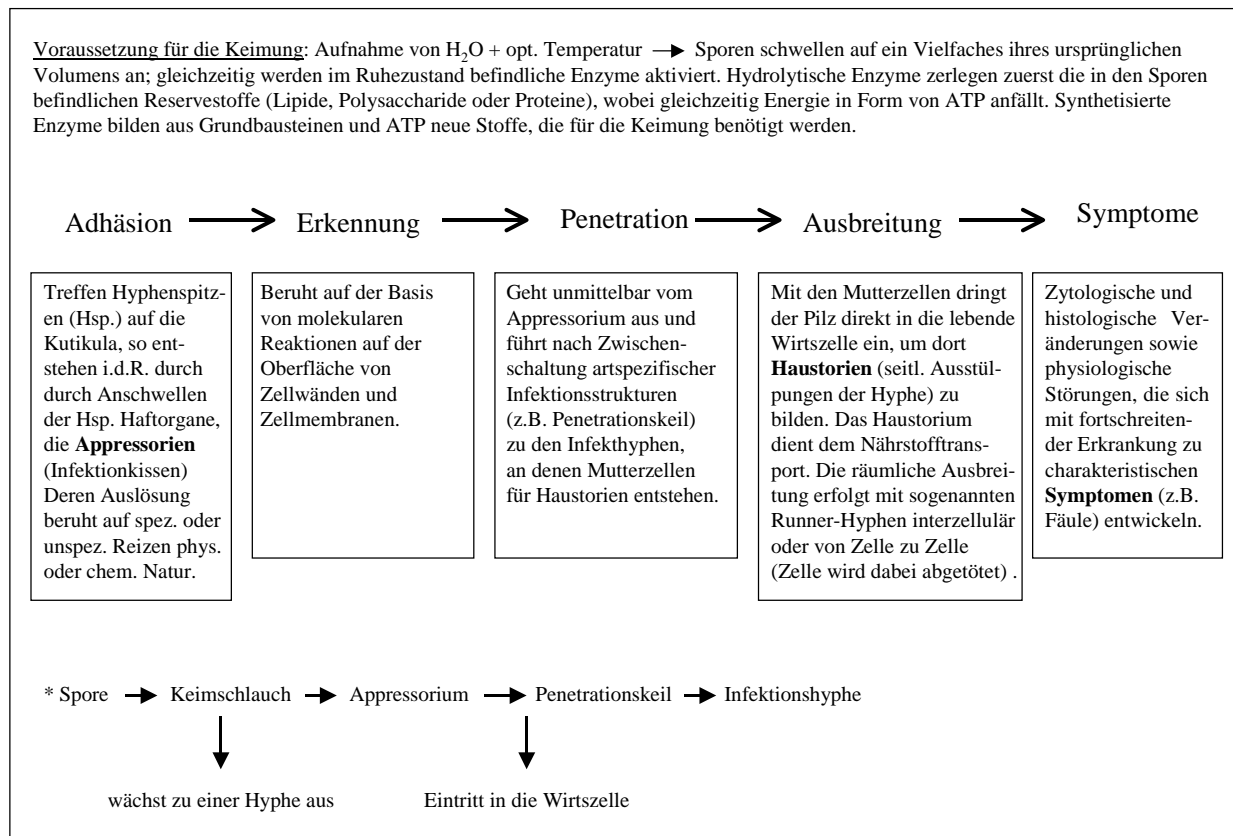 Voraussetzung für die Keimung: Aufnahme von H₂O + opt. Temperatur → Sporen schwellen auf ein Vielfaches ihres ursprünglichen
Volumens an; gleichzeitig werden im Ruhezustand befindliche Enzyme aktiviert. Hydrolytische Enzyme zerlegen zuerst die in den Sporen
befindlichen Reservestoffe (Lipide, Polysaccharide oder Proteine), wobei gleichzeitig Energie in Form von ATP anfällt. Synthetisierte
Enzyme bilden aus Grundbausteinen und ATP neue Stoffe, die für die Keimung benötigt werden.
Adhäsion → Erkennung → Penetration → Ausbreitung → Symptome
Treffen Hyphenspitz-
en (Hsp.) auf die
Kutikula, so ent-
stehen i.d.R. durch
durch Anschwellen
der Hsp. Haftorgane,
die Appressorien
(Infektionkissen)
Deren Auslösung
beruht auf spez. oder
unspez. Reizen phys.
oder chem. Natur.
Beruht auf der Basis
von molekularen
Reaktionen auf der
Oberfläche von
Zellwänden und
Zellmembranen.
Geht unmittelbar vom
Appressorium aus und
führt nach Zwischen-
schaltung artspezifischer
Infektionsstrukturen
(z.B. Penetrationskeil)
zu den Infekthyphen,
an denen Mutterzellen
für Haustorien entstehen.
Mit den Mutterzellen dringt
der Pilz direkt in die lebende
Wirtszelle ein, um dort
Haustorien (seitl. Ausstül-
pungen der Hyphe) zu
bilden. Das Haustorium
dient dem Nährstofftrans-
port. Die räumliche Ausbrei-
tung erfolgt mit sogenannten
Runner-Hyphen interzellulär
oder von Zelle zu Zelle
(Zelle wird dabei abgetötet) .
Zytologische und
histologische Ver-
änderungen sowie
physiologische
Störungen, die sich
mit fortschreiten-
der Erkrankung zu
charakteristischen
Symptomen (z.B.
Fäule) entwickeln.
* Spore → Keimschlauch → Appressorium → Penetrationskeil → Infektionshyphe
wächst zu einer Hyphe aus
Eintritt in die Wirtszelle